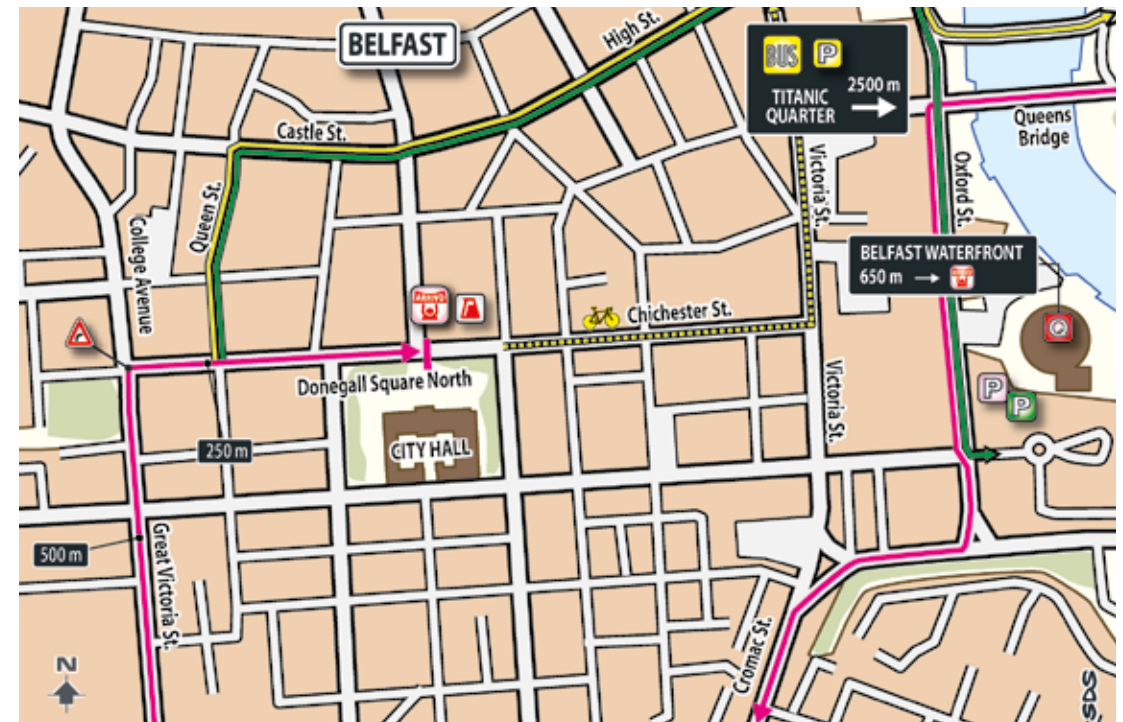 BELFAST
High St.
BUS P
TITANIC
QUARTER
2500 m
Queens
Bridge
Castle St.
Victoria St.
Oxford St.
Queen St.
College Avenue
BELFAST WATERFRONT
650 m
ARRIVO
ARRIVO
Chichester St.
Q
Donegall Square North
Victoria St.
P
P
CITY HALL
250 m
500 m
Great Victoria St.
Cromac St.
N
SDS